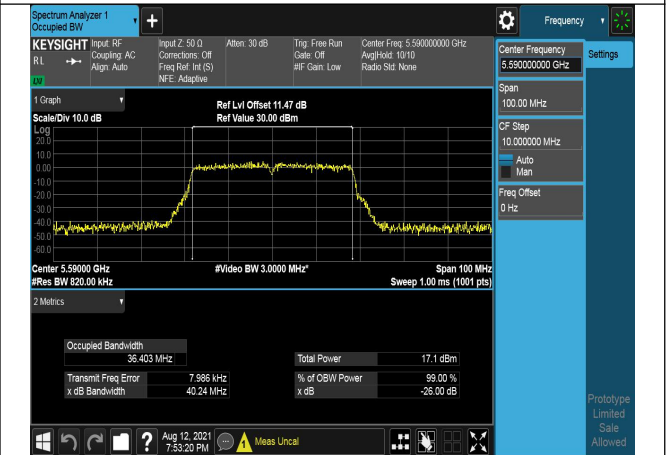 Spectrum Analyzer 1
Occupied BW
+
Frequency
KEYSIGHT
RL
LW
Input: RF
Coupling: AC
Align: Auto
Input Z: 50 Ω
Corrections: Off
Freq Ref: Int (S)
NFE: Adaptive
Atten: 30 dB
Trig: Free Run
Gate: Off
#IF Gain: Low
Center Freq: 5.590000000 GHz
Avg|Hold: 10/10
Radio Std: None
Center Frequency
5.590000000 GHz
Settings
Span
100.00 MHz
CF Step
10.000000 MHz
Auto
Man
Freq Offset
0 Hz
1 Graph
Scale/Div 10.0 dB
Ref Lvl Offset 11.47 dB
Ref Value 30.00 dBm
Log
20.0
10.0
0.00
-10.0
-20.0
-30.0
-40.0
-50.0
-60.0
Center 5.59000 GHz
#Res BW 820.00 kHz
#Video BW 3.0000 MHz*
Span 100 MHz
Sweep 1.00 ms (1001 pts)
2 Metrics
Occupied Bandwidth
36.403 MHz
Total Power 17.1 dBm
Transmit Freq Error 7.986 kHz
% of OBW Power 99.00 %
x dB Bandwidth 40.24 MHz
x dB -26.00 dB
Prototype
Limited
Sale
Allowed
?
Aug 12, 2021
7:53:20 PM
Meas Uncal